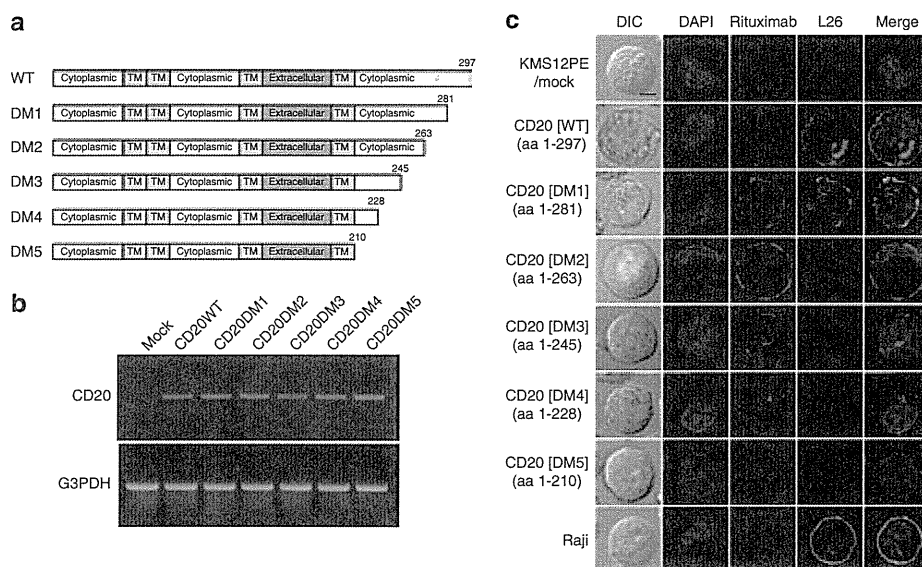 a
297
WT Cytoplasmic TM TM Cytoplasmic TM Extracellular TM Cytoplasmic
281
DM1 Cytoplasmic TM TM Cytoplasmic TM Extracellular TM Cytoplasmic
263
DM2 Cytoplasmic TM TM Cytoplasmic TM Extracellular TM Cytoplasmic
245
DM3 Cytoplasmic TM TM Cytoplasmic TM Extracellular TM
228
DM4 Cytoplasmic TM TM Cytoplasmic TM Extracellular TM
210
DM5 Cytoplasmic TM TM Cytoplasmic TM Extracellular TM
b
Mock CD20WT CD20DM1 CD20DM2 CD20DM3 CD20DM4 CD20DM5
CD20
G3PDH
c
DIC DAPI Rituximab L26 Merge
KMS12PE
/mock
CD20 [WT]
(aa 1-297)
CD20 [DM1]
(aa 1-281)
CD20 [DM2]
(aa 1-263)
CD20 [DM3]
(aa 1-245)
CD20 [DM4]
(aa 1-228)
CD20 [DM5]
(aa 1-210)
Raji